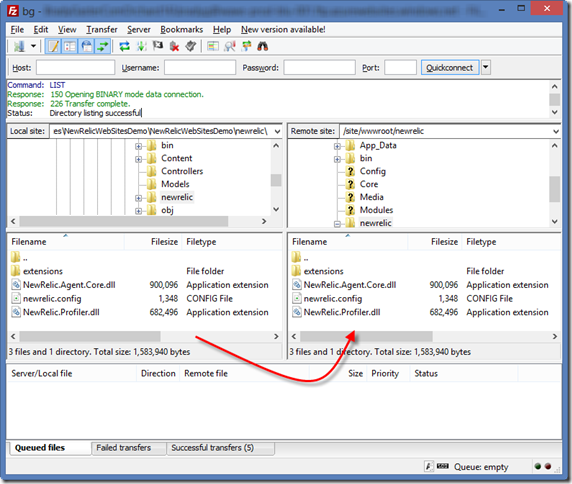 bg -
File Edit View Transfer Server Bookmarks Help New version available!
Host: Username: Password: Port: Quickconnect
Command: LIST
Response: 150 Opening BINARY mode data connection.
Response: 226 Transfer complete.
Status: Directory listing successful
Local site: es\NewRelicWebSitesDemo\NewRelicWebSitesDemo\newrelic\
bin
Content
Controllers
Models
newrelic
obj
Remote site: /site/wwwroot/newrelic
App_Data
bin
Config
Core
Media
Modules
newrelic
Filename Filesize Filetype
..
extensions File folder
NewRelic.Agent.Core.dll 900,096 Application extension
newrelic.config 1,348 CONFIG File
NewRelic.Profiler.dll 682,496 Application extension
3 files and 1 directory. Total size: 1,583,940 bytes
Filename Filesize Filetype
..
extensions File folder
NewRelic.Agent.Core.dll 900,096 Application extension
newrelic.config 1,348 CONFIG File
NewRelic.Profiler.dll 682,496 Application extension
3 files and 1 directory. Total size: 1,583,940 bytes
Server/Local file Direction Remote file Size Priority Status
Queued files Failed transfers Successful transfers (5)
Queue: empty